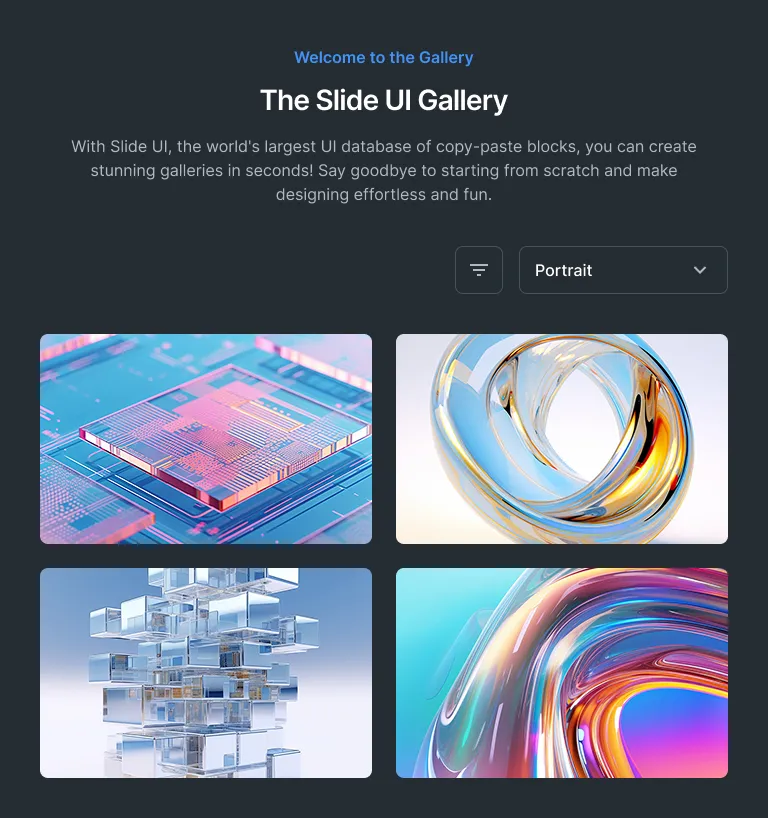 Welcome to the Gallery
The Slide UI Gallery
With Slide UI, the world's largest UI database of copy-paste blocks, you can create
stunning galleries in seconds! Say goodbye to starting from scratch and make
designing effortless and fun.
Portrait